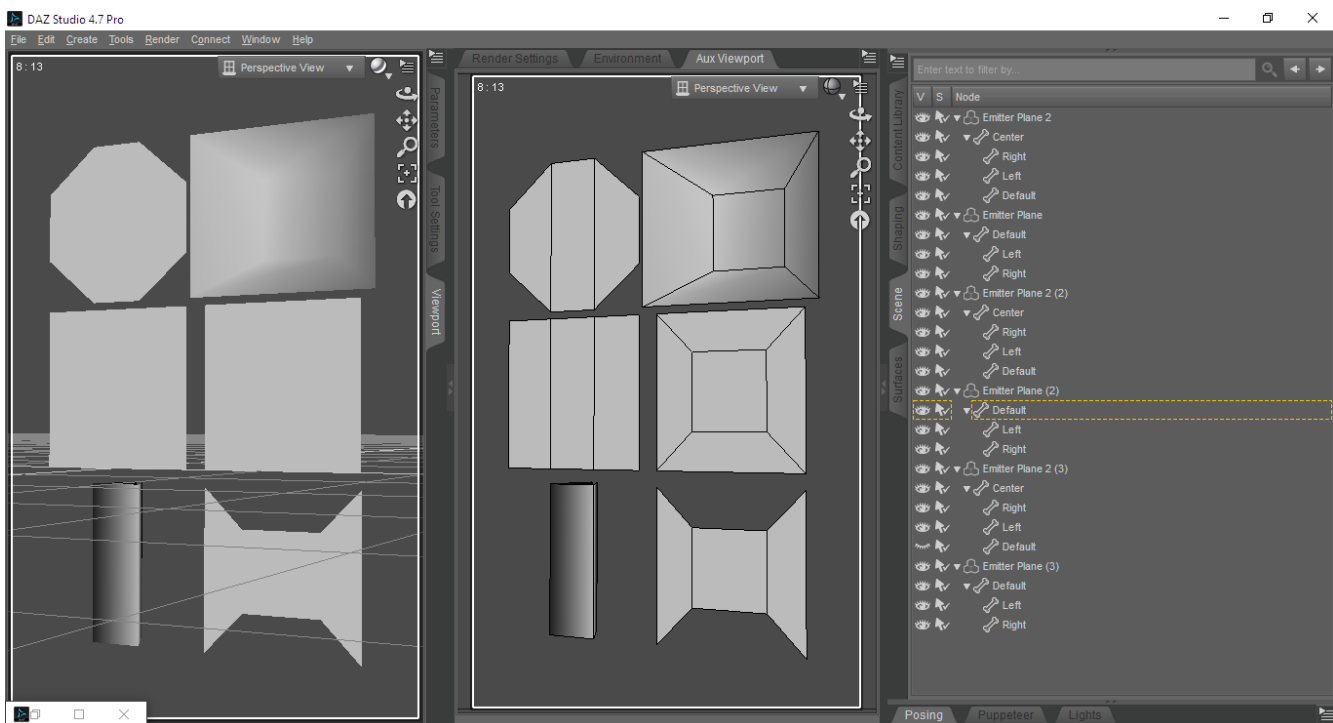 DAZ Studio 4.7 Pro
File Edit Create Tools Render Connect Window Help
8 : 13
Perspective View
Parameters
Tool Settings
Viewport
Render Settings
Environment
Aux Viewport
8 : 13
Perspective View
Content Library
Shaping
Scene
Surfaces
Enter text to filter by...
V S Node
Emitter Plane 2
Center
Right
Left
Default
Emitter Plane
Default
Left
Right
Emitter Plane 2 (2)
Center
Right
Left
Default
Emitter Plane (2)
Default
Left
Right
Emitter Plane 2 (3)
Center
Right
Left
Default
Emitter Plane (3)
Default
Left
Right
Posing
Puppeteer
Lights